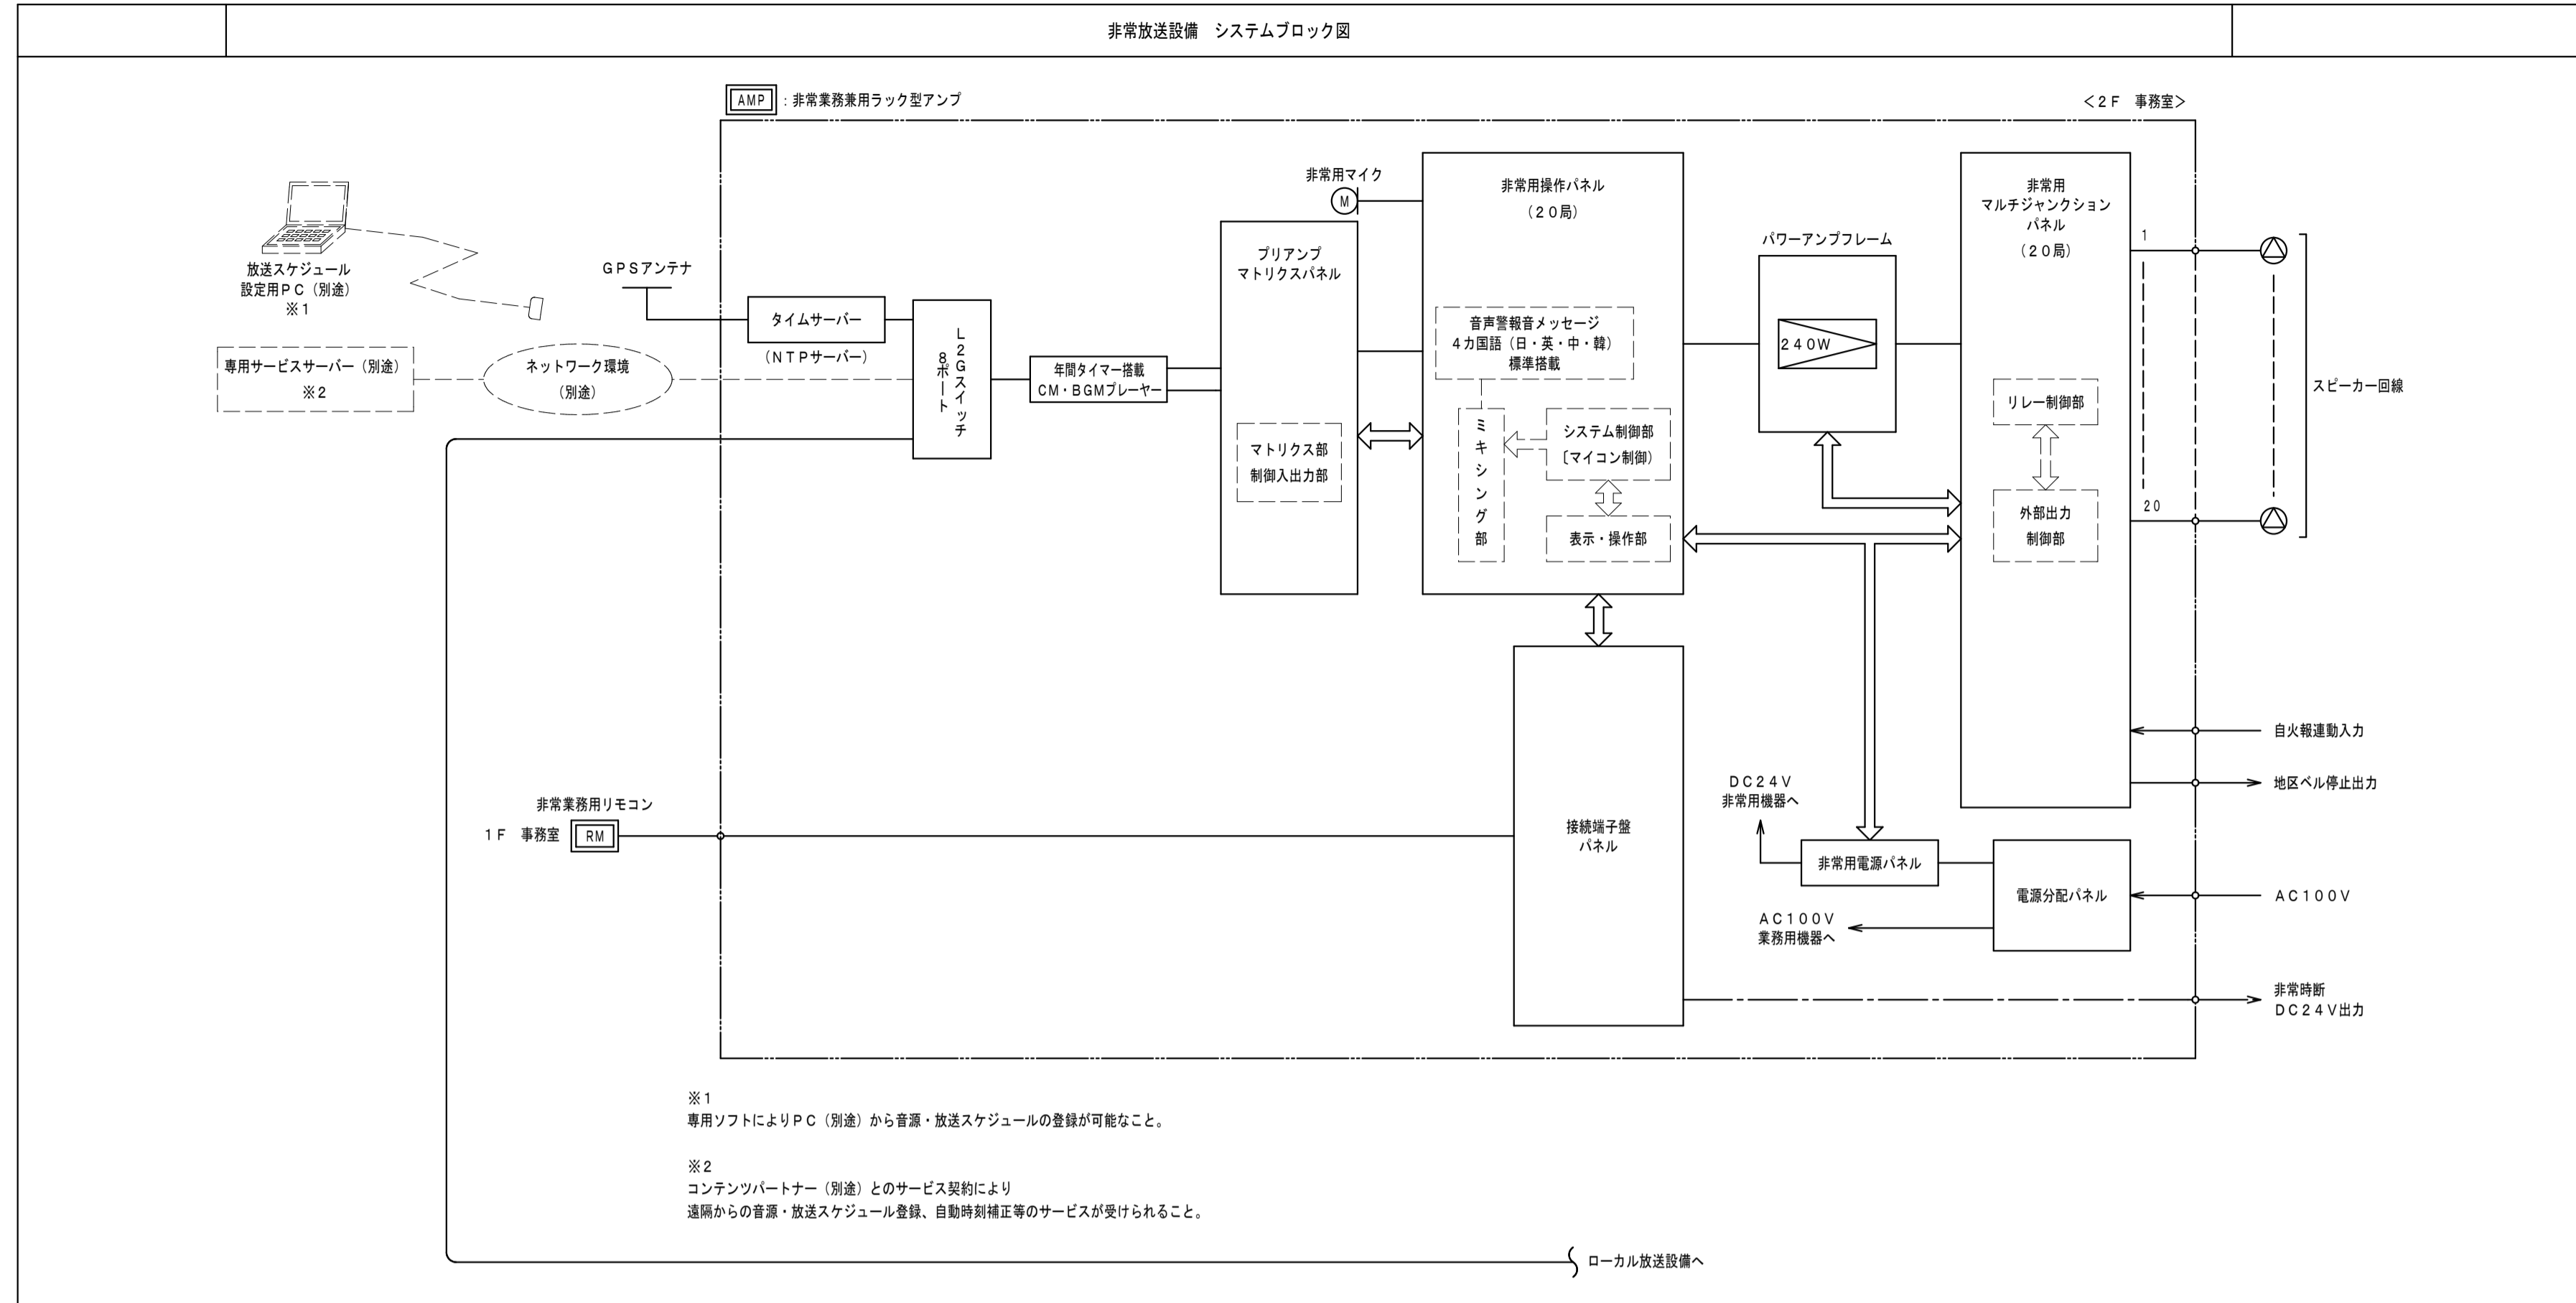 非常放送設備　システムブロック図
AMP
：非常業務兼用ラック型アンプ
＜２Ｆ　事務室＞
放送スケジュール
設定用ＰＣ（別途）
※１
専用サービスサーバー（別途）
※２
ネットワーク環境
（別途）
ＧＰＳアンテナ
タイムサーバー
（ＮＴＰサーバー）
Ｌ２Ｇスイッチ
８ポート
年間タイマー搭載
ＣＭ・ＢＧＭプレーヤー
プリアンプ
マトリクスパネル
マトリクス部
制御入出力部
非常用マイク
M
非常用操作パネル
（２０局）
音声警報音メッセージ
４カ国語（日・英・中・韓）
標準搭載
ミキシング部
システム制御部
〔マイコン制御）
表示・操作部
パワーアンプフレーム
２４０Ｗ
非常用
マルチジャンクション
パネル
（２０局）
リレー制御部
外部出力
制御部
１
２０
スピーカー回線
自火報連動入力
地区ベル停止出力
非常業務用リモコン
１Ｆ　事務室
RM
接続端子盤
パネル
ＤＣ２４Ｖ
非常用機器へ
非常用電源パネル
電源分配パネル
ＡＣ１００Ｖ
ＡＣ１００Ｖ
業務用機器へ
非常時断
ＤＣ２４Ｖ出力
※１
専用ソフトによりＰＣ（別途）から音源・放送スケジュールの登録が可能なこと。
※２
コンテンツパートナー（別途）とのサービス契約により
遠隔からの音源・放送スケジュール登録、自動時刻補正等のサービスが受けられること。
ローカル放送設備へ